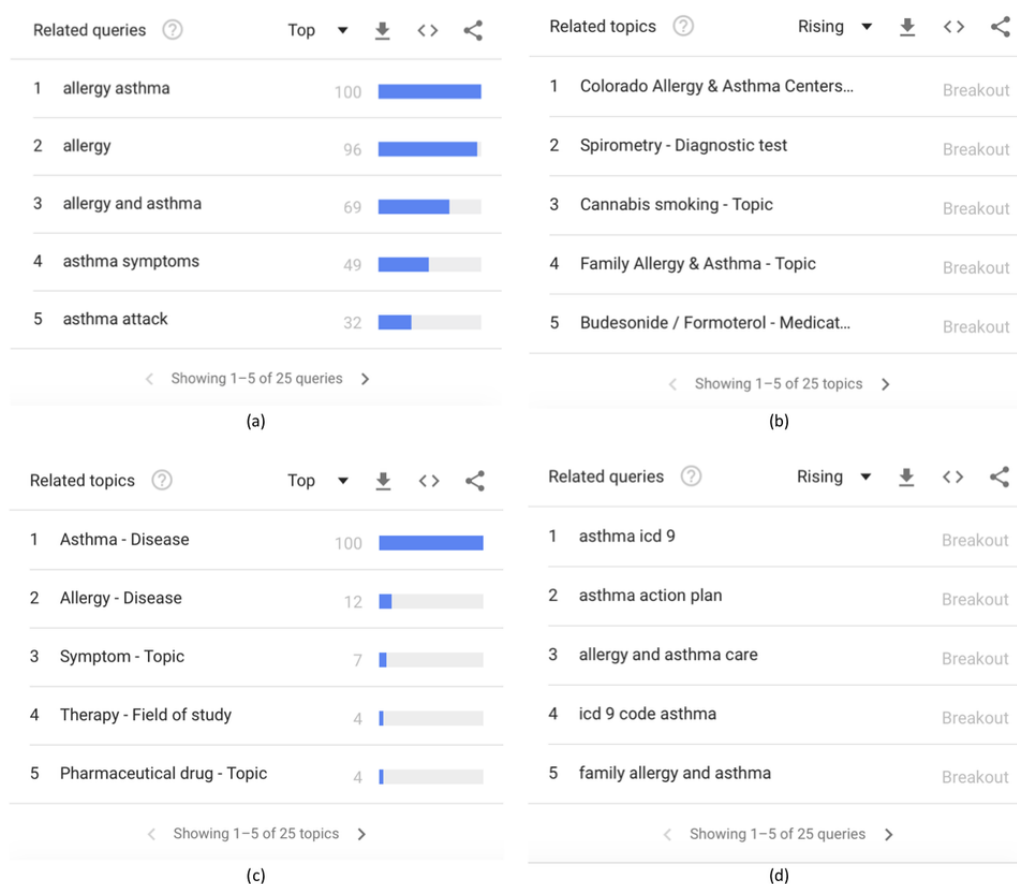 Related queries ? Top
1 allergy asthma 100
2 allergy 96
3 allergy and asthma 69
4 asthma symptoms 49
5 asthma attack 32
Showing 1–5 of 25 queries
(a)
Related topics ? Rising
1 Colorado Allergy & Asthma Centers... Breakout
2 Spirometry - Diagnostic test Breakout
3 Cannabis smoking - Topic Breakout
4 Family Allergy & Asthma - Topic Breakout
5 Budesonide / Formoterol - Medicat... Breakout
Showing 1–5 of 25 topics
(b)
Related topics ? Top
1 Asthma - Disease 100
2 Allergy - Disease 12
3 Symptom - Topic 7
4 Therapy - Field of study 4
5 Pharmaceutical drug - Topic 4
Showing 1–5 of 25 topics
(c)
Related queries ? Rising
1 asthma icd 9 Breakout
2 asthma action plan Breakout
3 allergy and asthma care Breakout
4 icd 9 code asthma Breakout
5 family allergy and asthma Breakout
Showing 1–5 of 25 queries
(d)